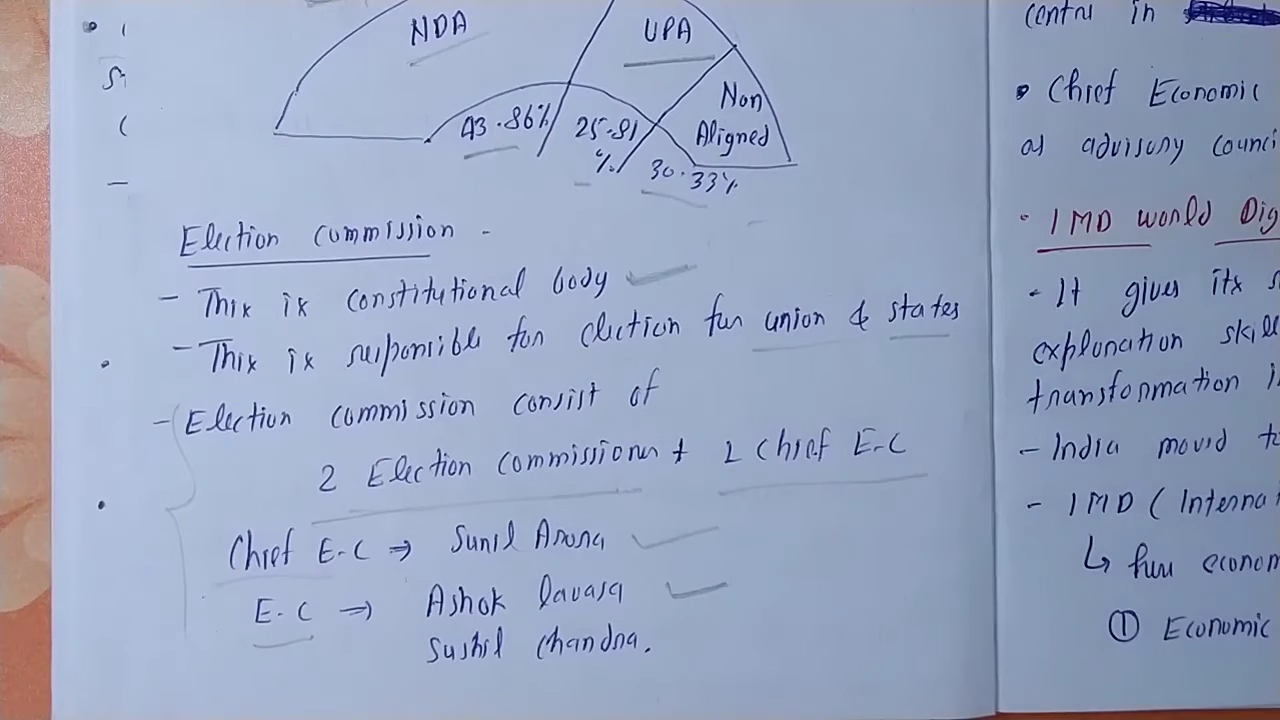 NDA
UPA
Non
Aligned
43.86%
25.81
%
30.33%
Election commission -
- This is constitutional body
- This is responsible for election for union & states
- Election commission consist of
2 Election commissioner + 1 Chief E-C
Chief E-C ⇒ Sunil Arora
E-C ⇒ Ashok lavasa
Sushil chandra.
central in
• Chief Economic
as advisory counci
• IMD world Dig
- It gives its s
explanation skil
transformation i
- India moved t
- IMD (Interna
↳ four econom
① Economic